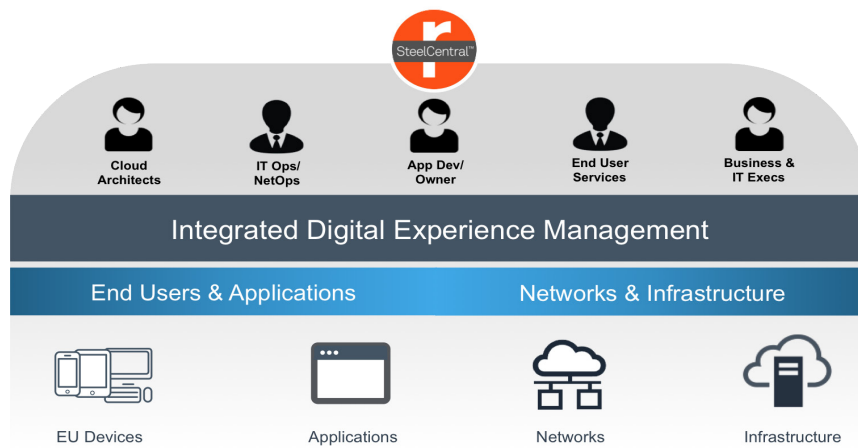 SteelCentral™
Cloud
Architects
IT Ops/
NetOps
App Dev/
Owner
End User
Services
Business &
IT Execs
Integrated Digital Experience Management
End Users & Applications
Networks & Infrastructure
EU Devices
Applications
Networks
Infrastructure